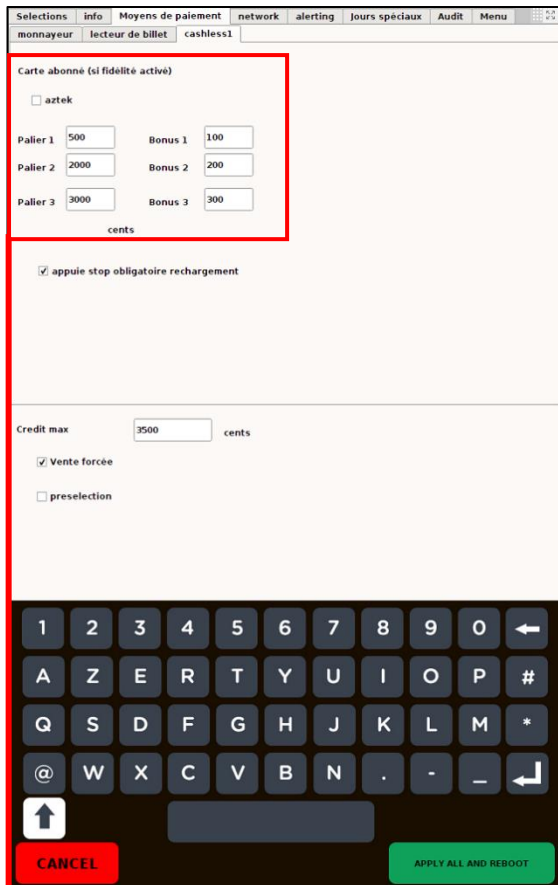 Selections info Moyens de paiement network alerting Jours spéciaux Audit Menu
monnayeur lecteur de billet cashless1
Carte abonné (si fidélité activé)
aztek
Palier 1 500 Bonus 1 100
Palier 2 2000 Bonus 2 200
Palier 3 3000 Bonus 3 300
cents
appuie stop obligatoire rechargement
Credit max 3500 cents
Vente forcée
preselection
1 2 3 4 5 6 7 8 9 0
A Z E R T Y U I O P #
Q S D F G H J K L M *
@ W X C V B N . - _
CANCEL APPLY ALL AND REBOOT